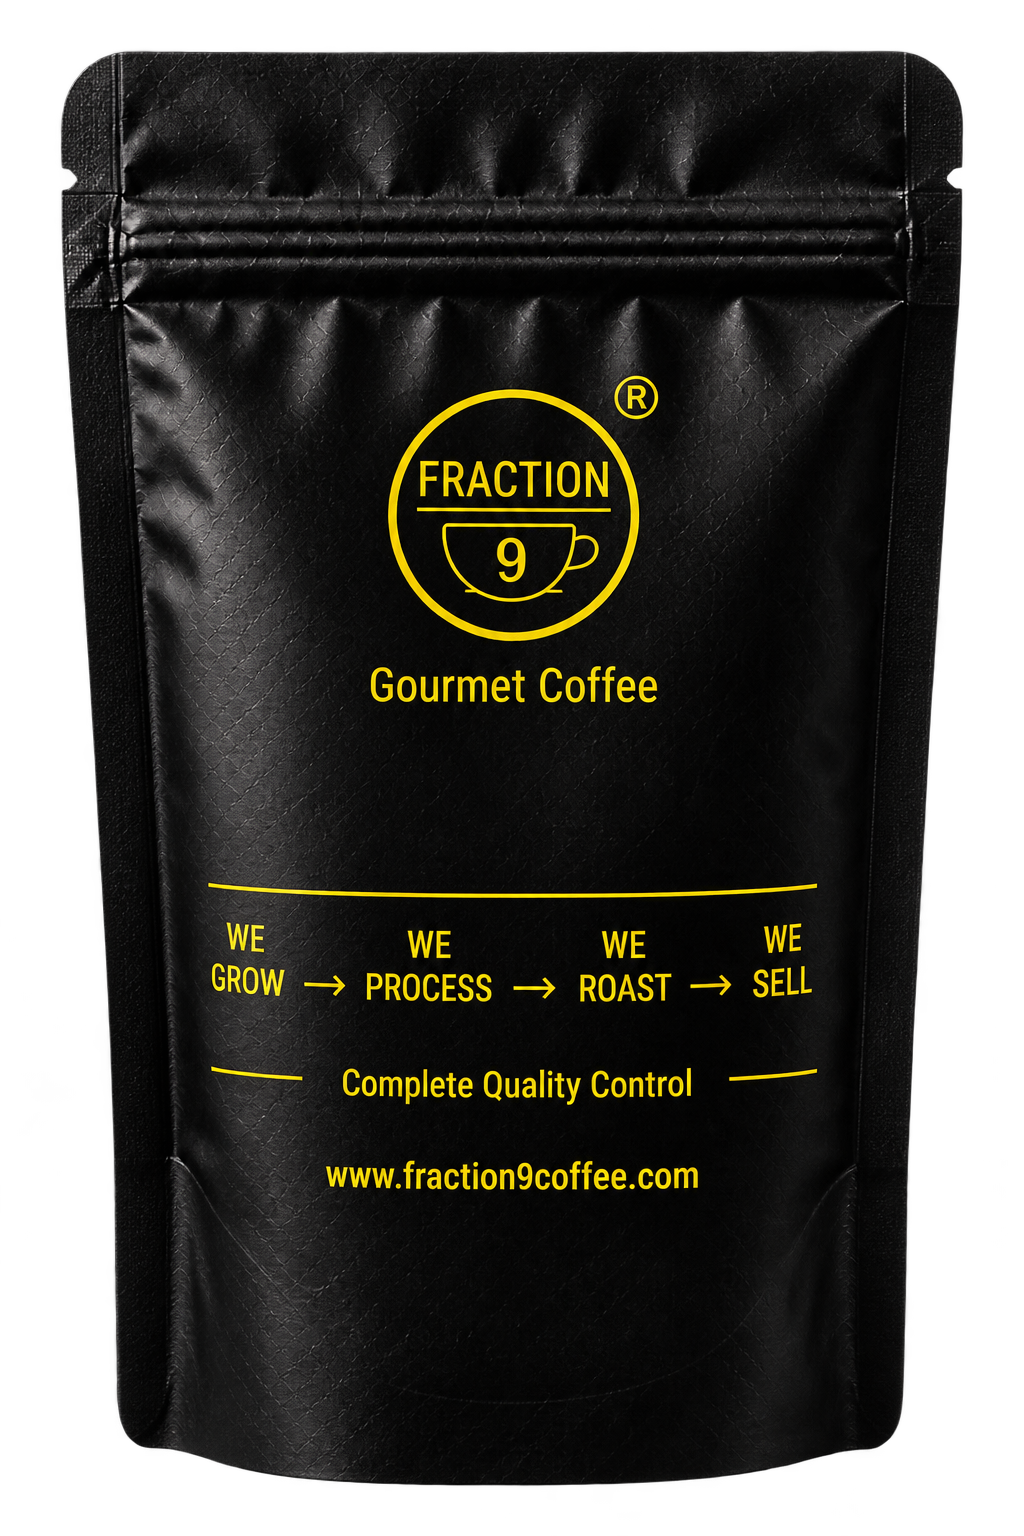 ®
FRACTION
9
Gourmet Coffee
WE GROW → WE PROCESS → WE ROAST → WE SELL
Complete Quality Control
www.fraction9coffee.com